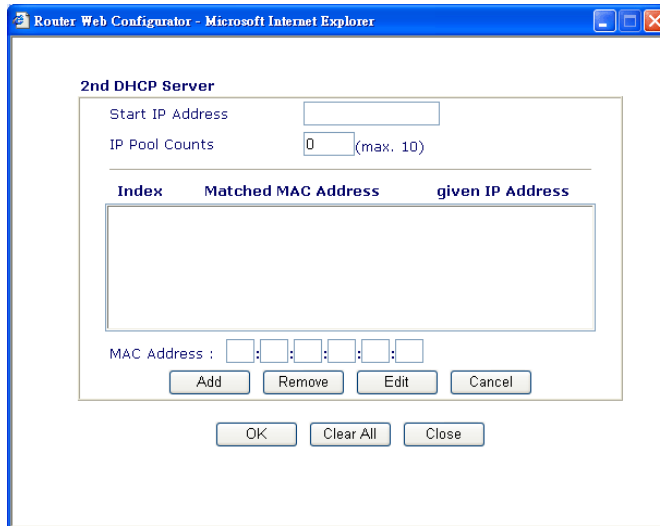 Router Web Configurator - Microsoft Internet Explorer
2nd DHCP Server
Start IP Address
IP Pool Counts 0 (max. 10)
Index Matched MAC Address given IP Address
MAC Address : : : : : :
Add Remove Edit Cancel
OK Clear All Close